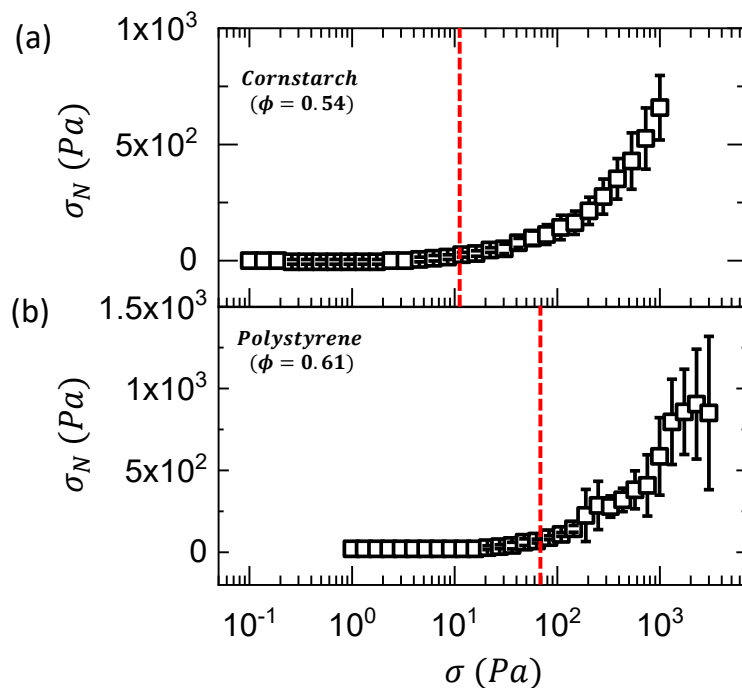 (a)
1x10³
5x10²
0
σ_N (Pa)
Cornstarch
(ϕ = 0.54)
(b)
1.5x10³
1x10³
5x10²
0
σ_N (Pa)
Polystyrene
(ϕ = 0.61)
10⁻¹ 10⁰ 10¹ 10² 10³
σ (Pa)